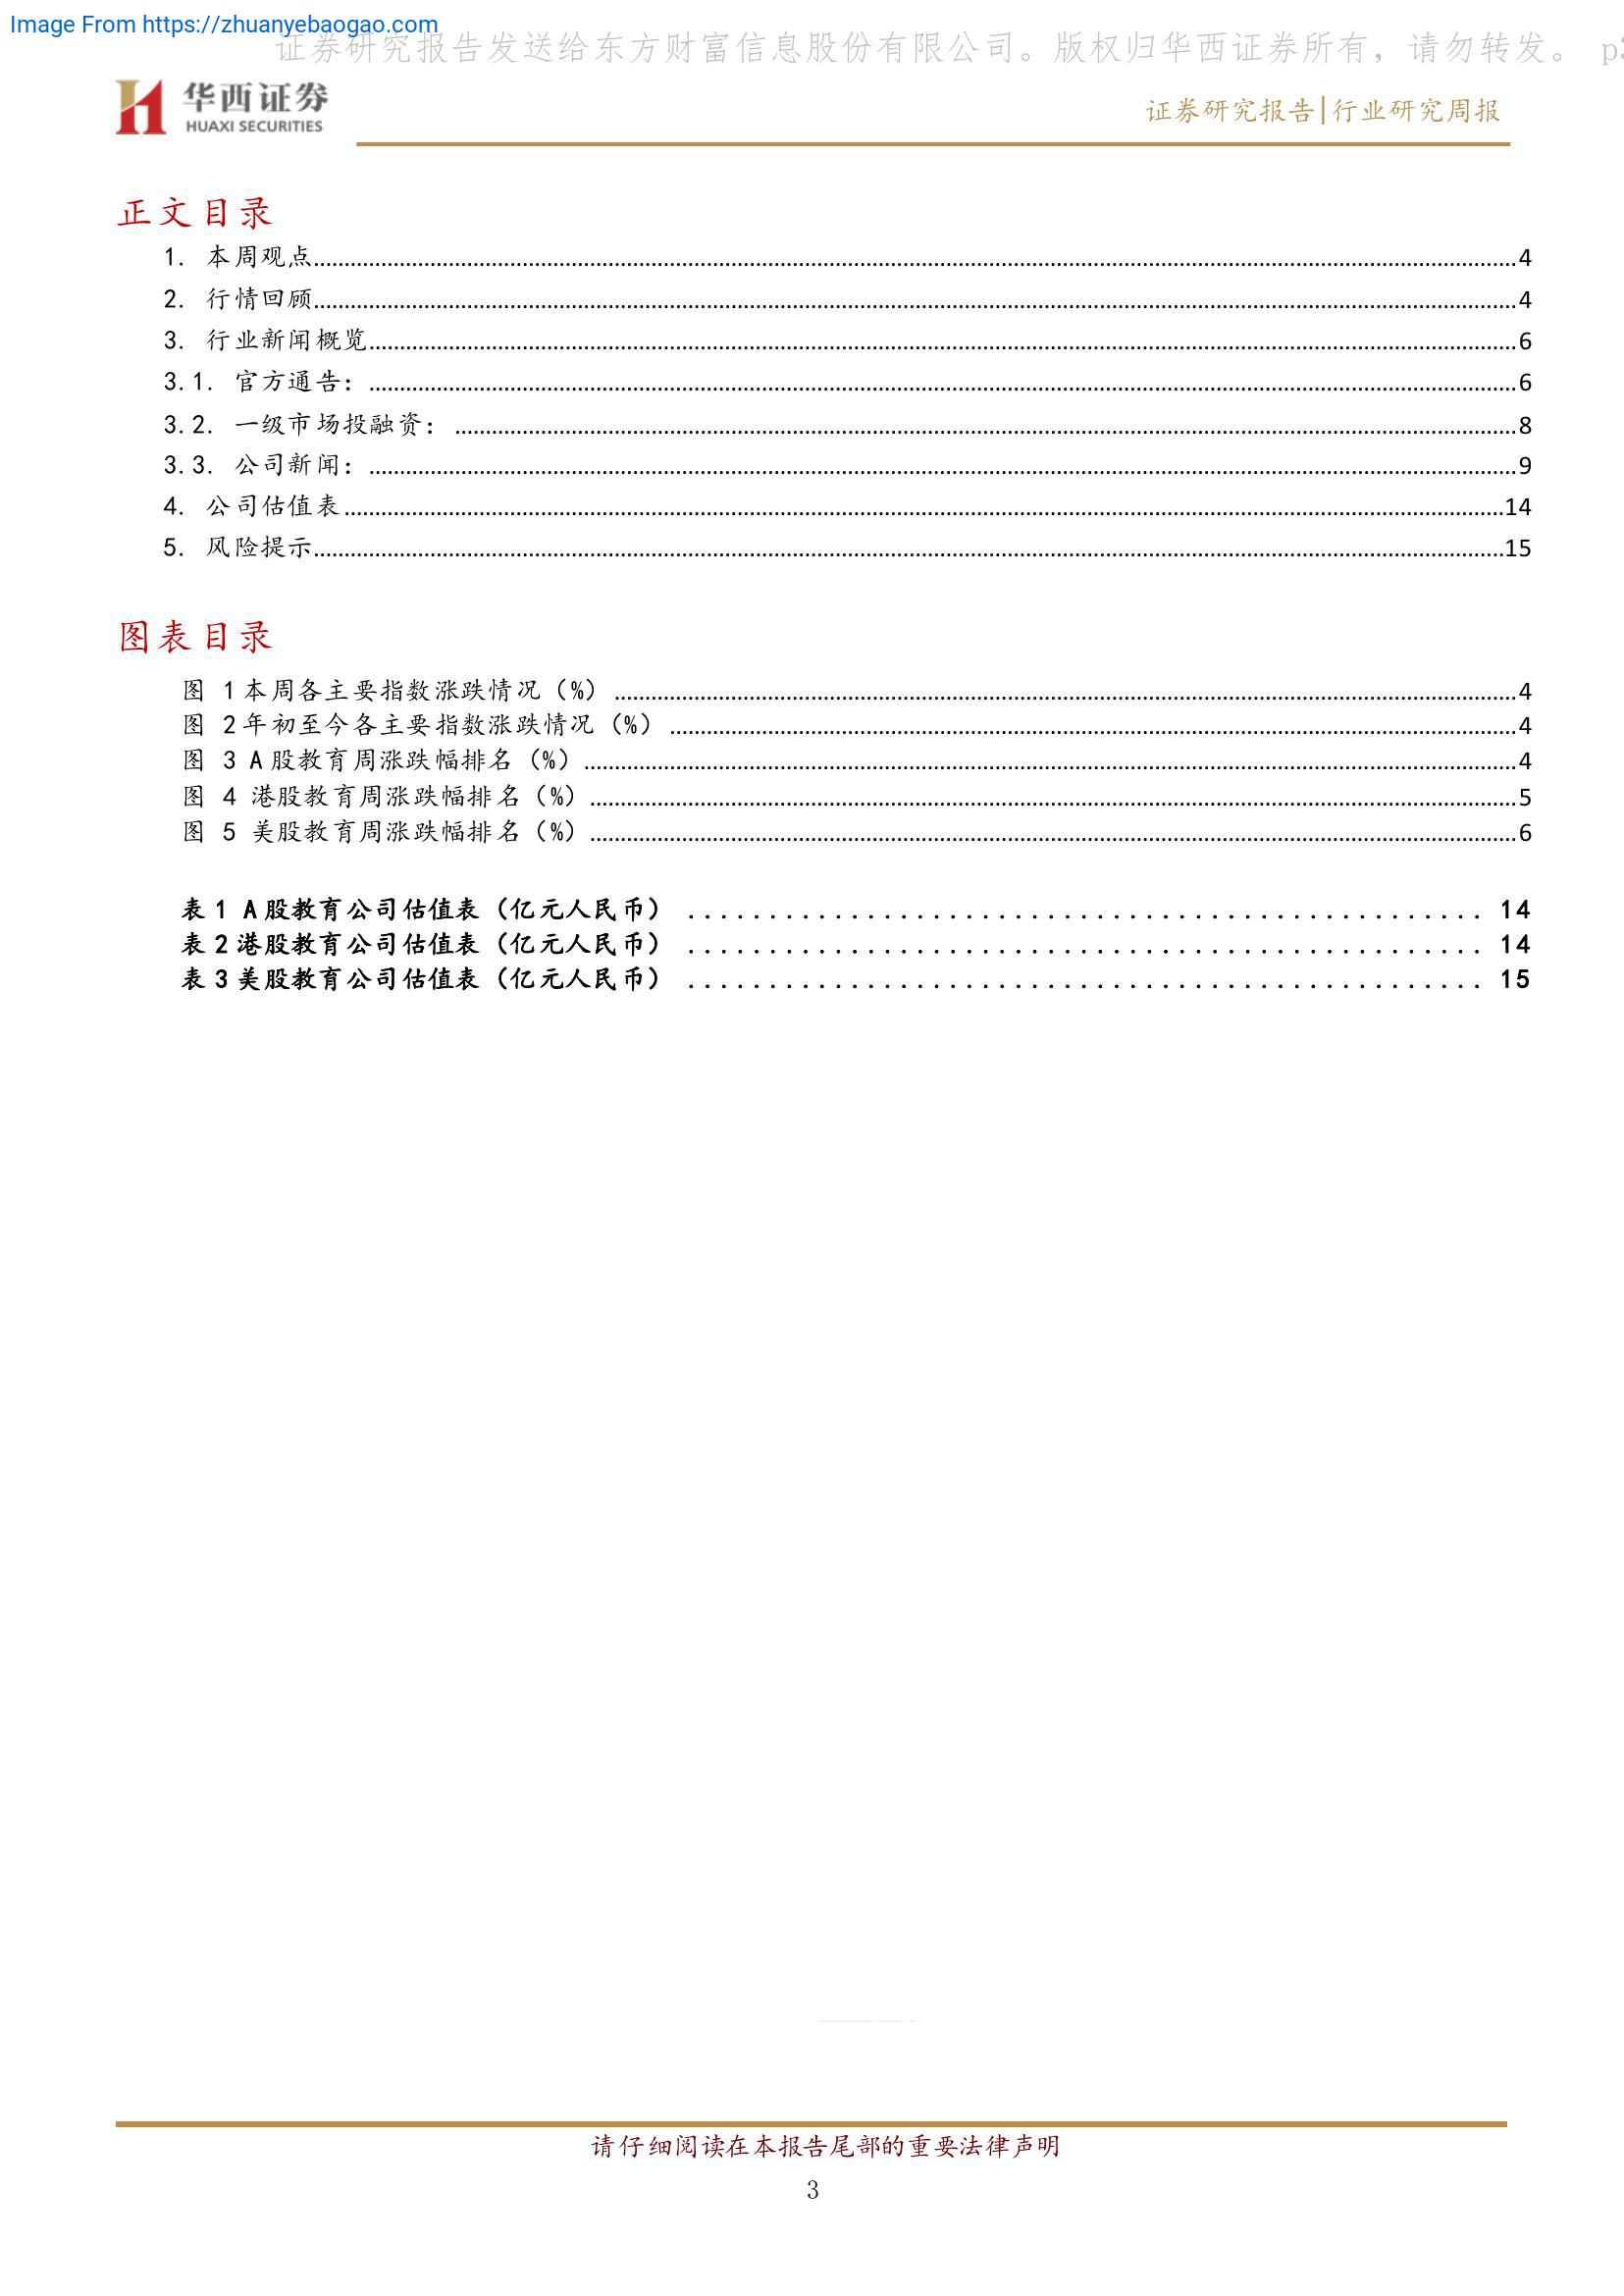 Image From https://zhuanyebaogao.com
证券研究报告发送给东方财富信息股份有限公司。版权归华西证券所有，请勿转发。 p3
华西证券
HUAXI SECURITIES
证券研究报告|行业研究周报
正文目录
1. 本周观点 4
2. 行情回顾 4
3. 行业新闻概览 6
3.1. 官方通告： 6
3.2. 一级市场投融资： 8
3.3. 公司新闻： 9
4. 公司估值表 14
5. 风险提示 15
图表目录
图 1 本周各主要指数涨跌情况（%） 4
图 2 年初至今各主要指数涨跌情况（%） 4
图 3 A 股教育周涨跌幅排名（%） 4
图 4 港股教育周涨跌幅排名（%） 5
图 5 美股教育周涨跌幅排名（%） 6
表 1 A 股教育公司估值表（亿元人民币） 14
表 2 港股教育公司估值表（亿元人民币） 14
表 3 美股教育公司估值表（亿元人民币） 15
请仔细阅读在本报告尾部的重要法律声明
3